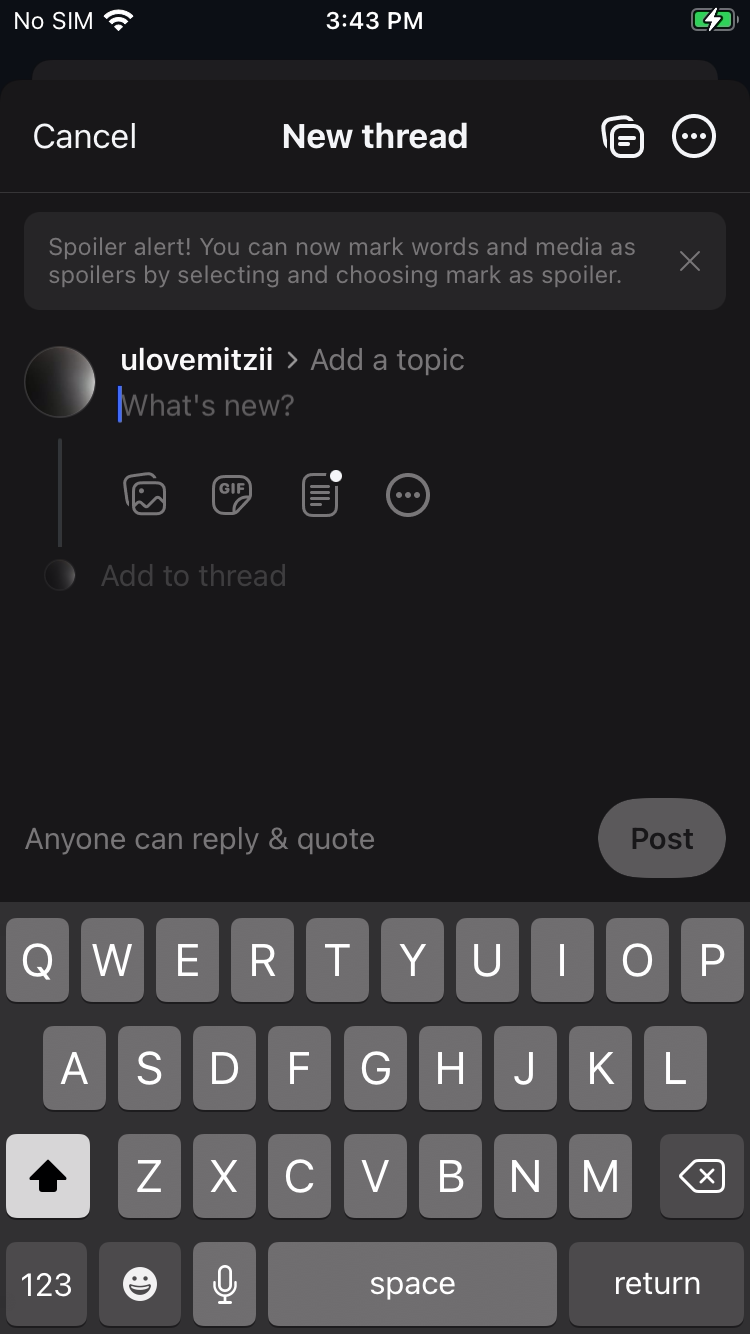 No SIM 3:43 PM
Cancel New thread
Spoiler alert! You can now mark words and media as
spoilers by selecting and choosing mark as spoiler.
ulovemitzii > Add a topic
What's new?
GIF
Add to thread
Anyone can reply & quote Post
Q W E R T Y U I O P
A S D F G H J K L
Z X C V B N M
123 space return